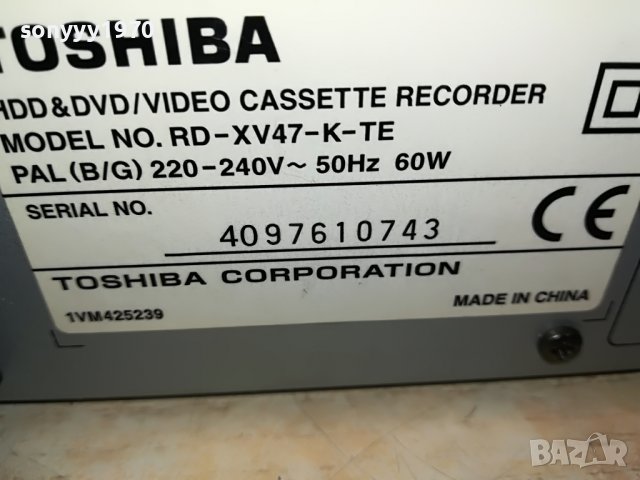 sonyyy1970
TOSHIBA
HDD&DVD/VIDEO CASSETTE RECORDER
MODEL NO. RD-XV47-K-TE
PAL (B/G) 220-240V~ 50Hz 60W
SERIAL NO.
4097610743
CE
TOSHIBA CORPORATION
1VM425239
MADE IN CHINA
BAZAR